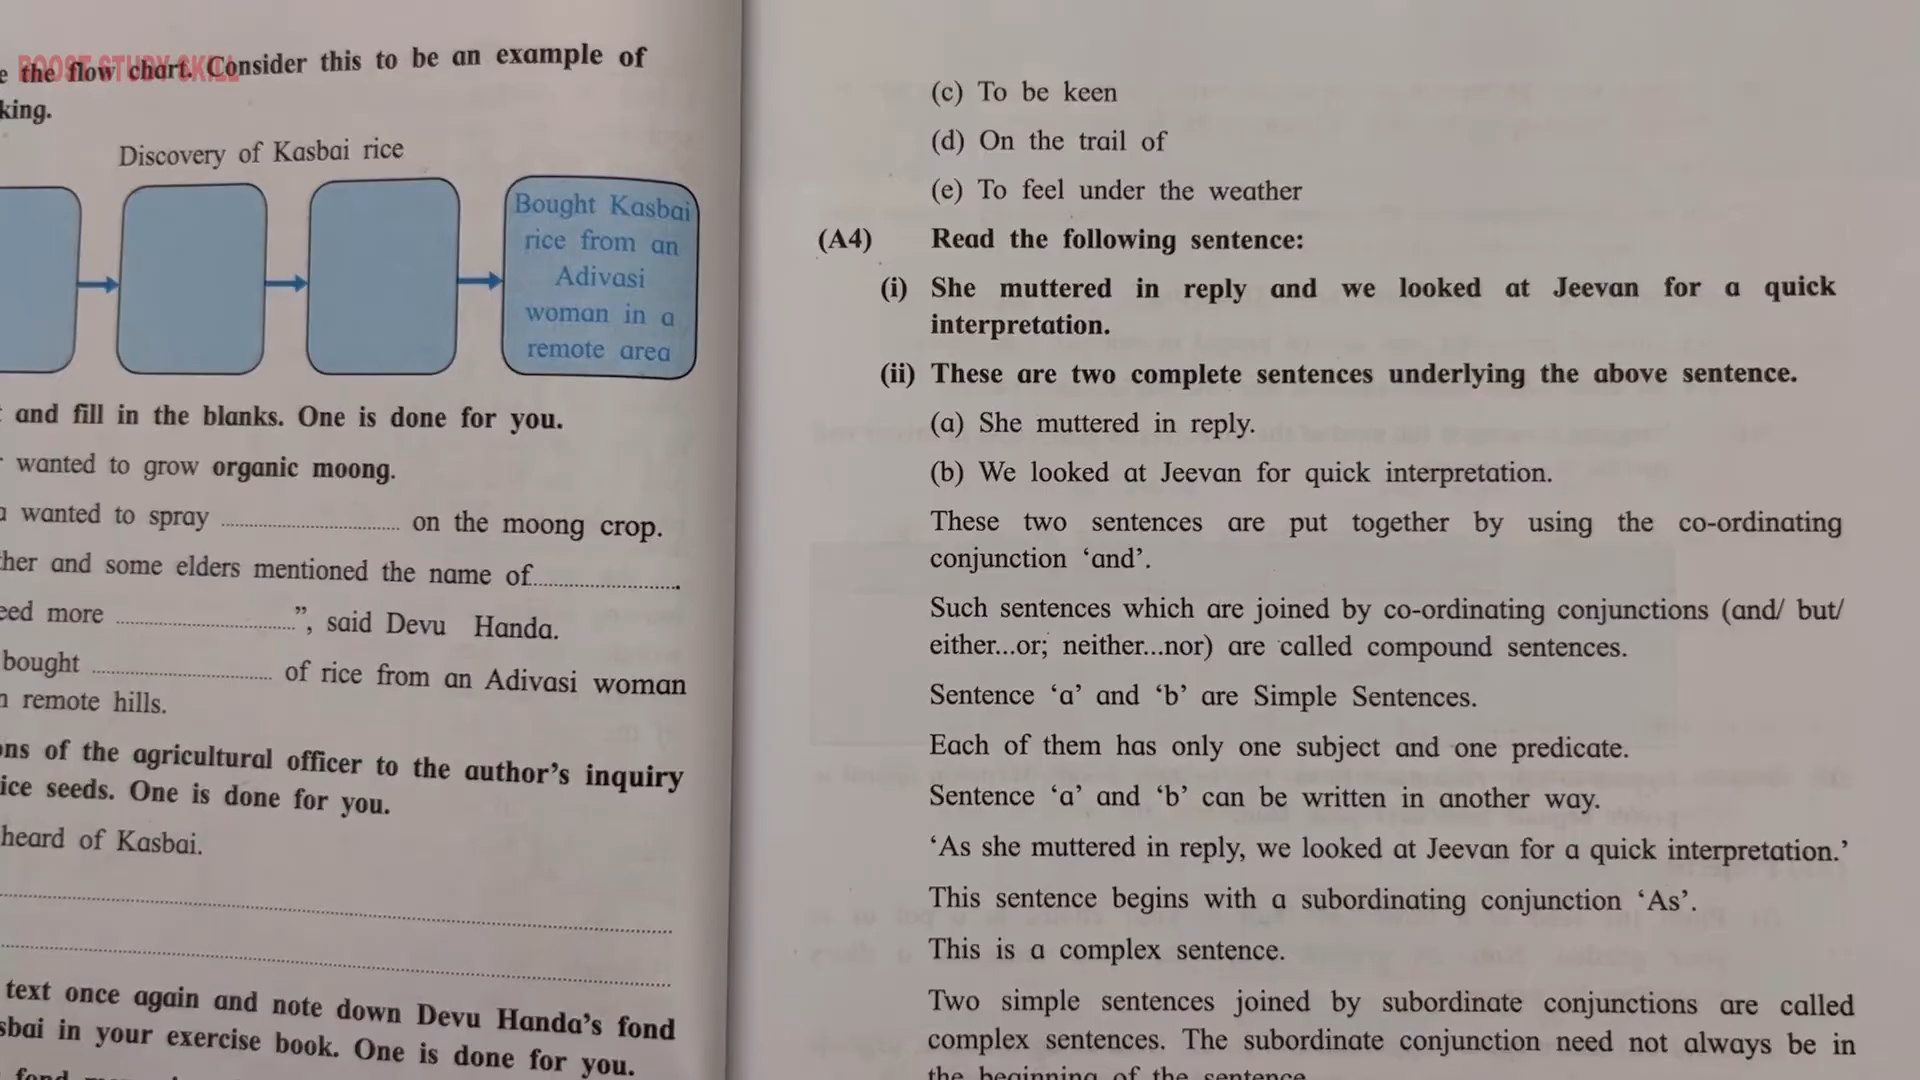 BOOST STUDY SKILL
e the flow chart. Consider this to be an example of
king.
Discovery of Kasbai rice
Bought Kasbai
rice from an
Adivasi
woman in a
remote area
and fill in the blanks. One is done for you.
wanted to grow organic moong.
wanted to spray .................... on the moong crop.
her and some elders mentioned the name of....................
eed more ....................", said Devu Handa.
bought .................... of rice from an Adivasi woman
remote hills.
ons of the agricultural officer to the author's inquiry
ice seeds. One is done for you.
heard of Kasbai.
text once again and note down Devu Handa's fond
sbai in your exercise book. One is done for you.
(c) To be keen
(d) On the trail of
(e) To feel under the weather
(A4) Read the following sentence:
(i) She muttered in reply and we looked at Jeevan for a quick
interpretation.
(ii) These are two complete sentences underlying the above sentence.
(a) She muttered in reply.
(b) We looked at Jeevan for quick interpretation.
These two sentences are put together by using the co-ordinating
conjunction ‘and’.
Such sentences which are joined by co-ordinating conjunctions (and/ but/
either...or; neither...nor) are called compound sentences.
Sentence ‘a’ and ‘b’ are Simple Sentences.
Each of them has only one subject and one predicate.
Sentence ‘a’ and ‘b’ can be written in another way.
‘As she muttered in reply, we looked at Jeevan for a quick interpretation.’
This sentence begins with a subordinating conjunction ‘As’.
This is a complex sentence.
Two simple sentences joined by subordinate conjunctions are called
complex sentences. The subordinate conjunction need not always be in
the beginning of the sentence